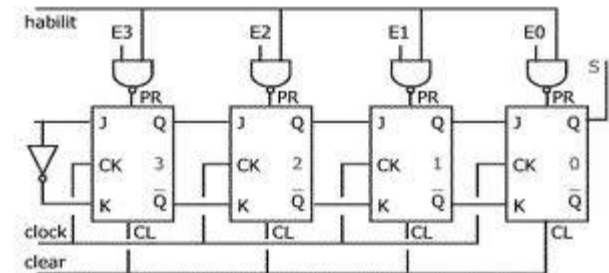 habilit
E3 E2 E1 E0
S
PR PR PR PR
J Q J Q J Q J Q
CK 3 CK 2 CK 1 CK 0
K Q K Q K Q K Q
clock CL CL CL CL
clear